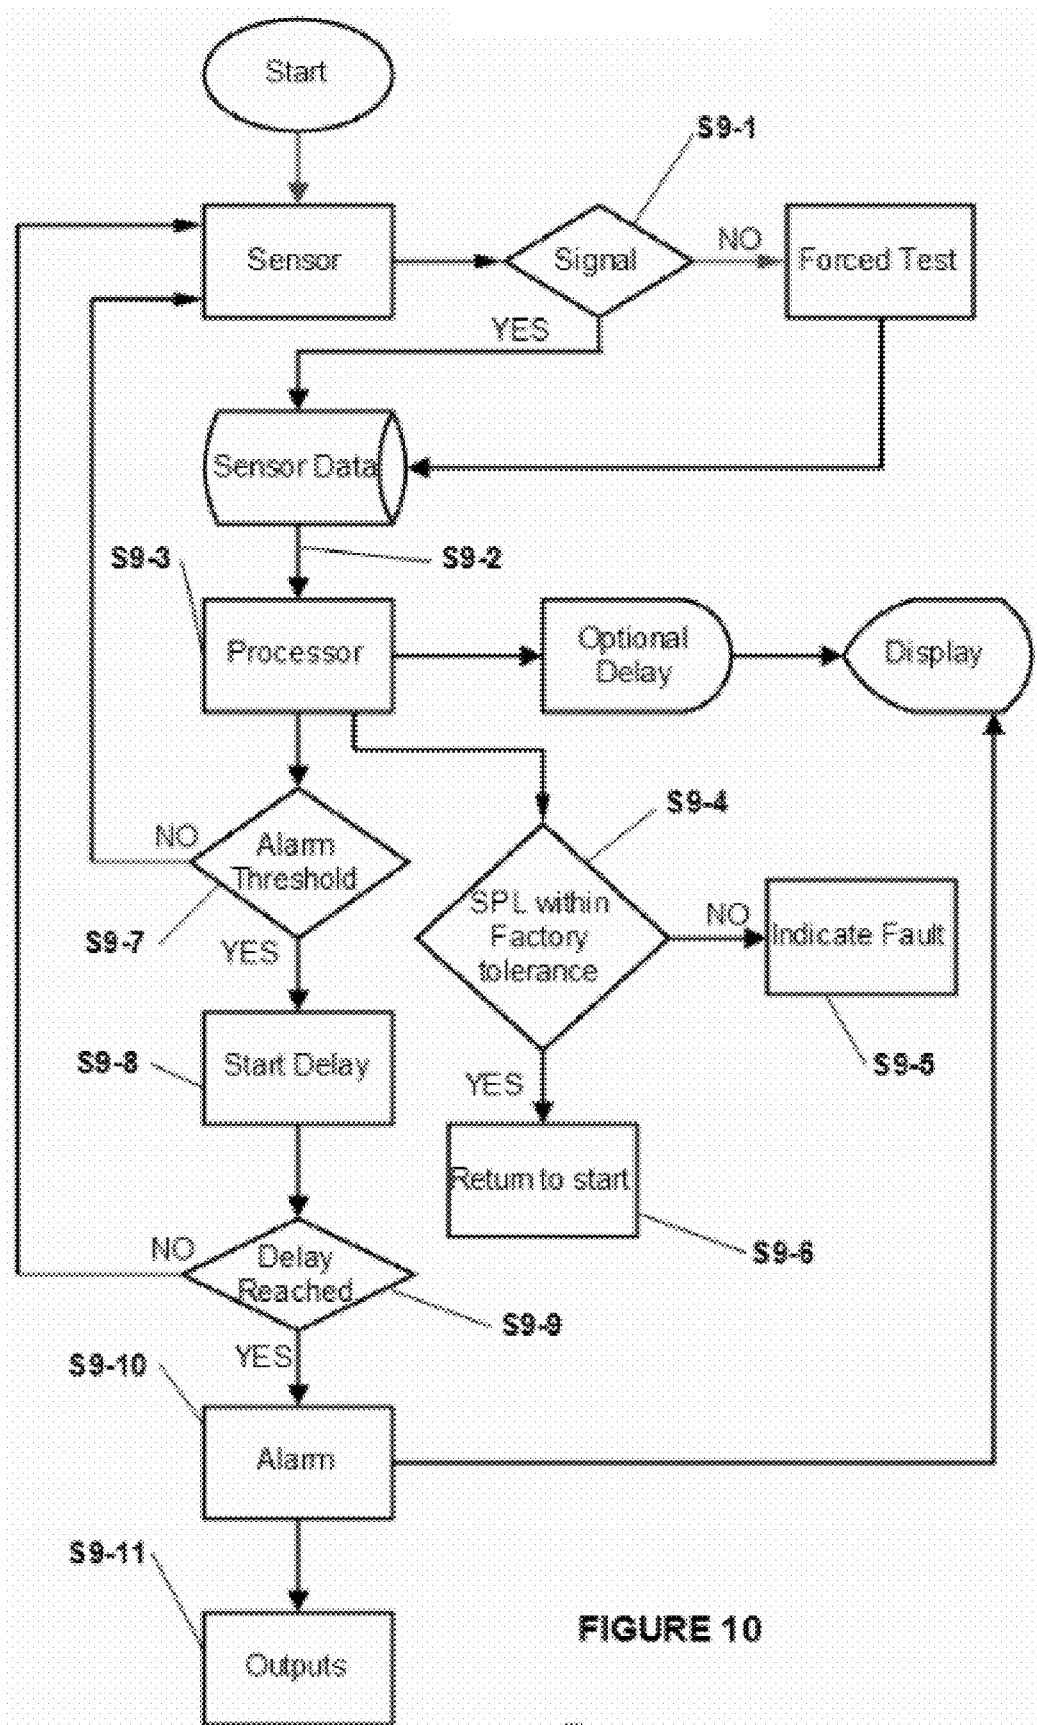 Start
S9-1
Sensor
Signal
NO
Forced Test
YES
Sensor Data
S9-3
S9-2
Processor
Optional
Delay
Display
S9-4
NO
Alarm
Threshold
SPL within
Factory
tolerance
NO
Indicate Fault
S9-7
YES
S9-8
Start Delay
S9-5
YES
Return to start
NO
Delay
Reached
S9-6
S9-9
YES
S9-10
Alarm
S9-11
Outputs
FIGURE 10